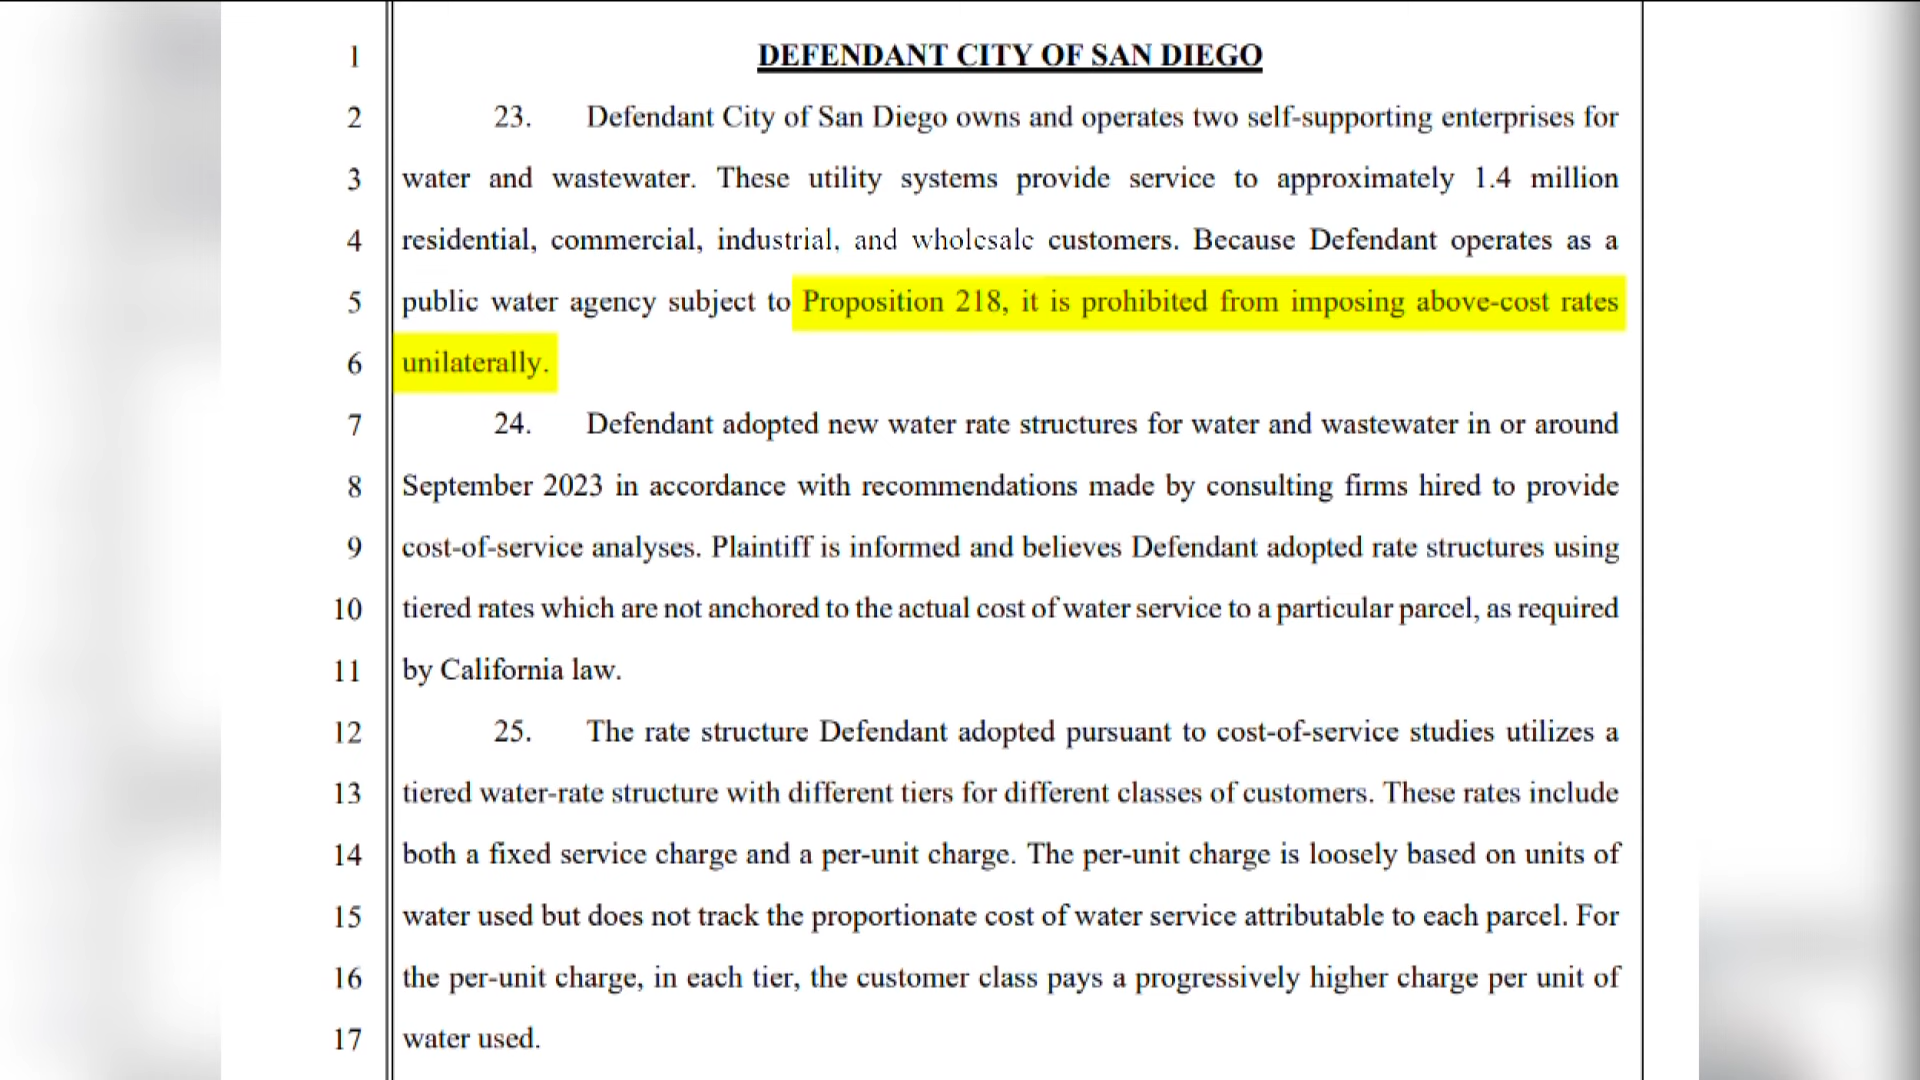 1 DEFENDANT CITY OF SAN DIEGO
2 23. Defendant City of San Diego owns and operates two self-supporting enterprises for
3 water and wastewater. These utility systems provide service to approximately 1.4 million
4 residential, commercial, industrial, and wholesale customers. Because Defendant operates as a
5 public water agency subject to Proposition 218, it is prohibited from imposing above-cost rates
6 unilaterally.
7 24. Defendant adopted new water rate structures for water and wastewater in or around
8 September 2023 in accordance with recommendations made by consulting firms hired to provide
9 cost-of-service analyses. Plaintiff is informed and believes Defendant adopted rate structures using
10 tiered rates which are not anchored to the actual cost of water service to a particular parcel, as required
11 by California law.
12 25. The rate structure Defendant adopted pursuant to cost-of-service studies utilizes a
13 tiered water-rate structure with different tiers for different classes of customers. These rates include
14 both a fixed service charge and a per-unit charge. The per-unit charge is loosely based on units of
15 water used but does not track the proportionate cost of water service attributable to each parcel. For
16 the per-unit charge, in each tier, the customer class pays a progressively higher charge per unit of
17 water used.